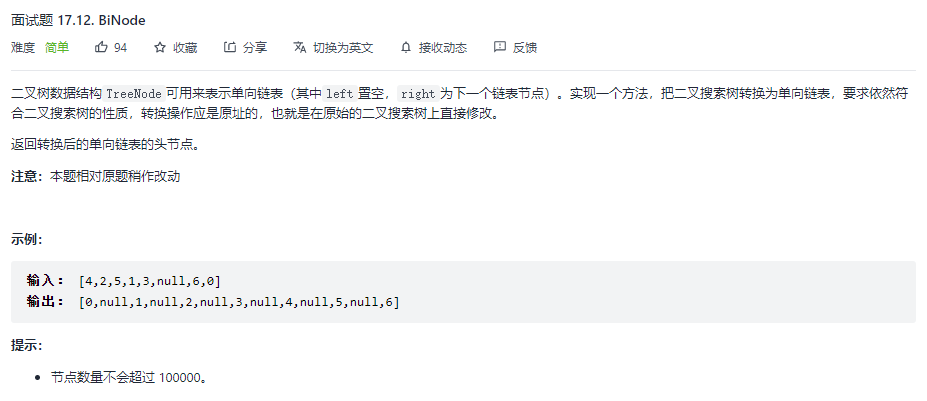 面试题 17.12. BiNode
难度 简单 94 收藏 分享 切换为英文 接收动态 反馈
二叉树数据结构 TreeNode 可用来表示单向链表（其中 left 置空，right 为下一个链表节点）。实现一个方法，把二叉搜索树转换为单向链表，要求依然符
合二叉搜索树的性质，转换操作应是原址的，也就是在原始的二叉搜索树上直接修改。
返回转换后的单向链表的头节点。
注意：本题相对原题稍作改动
示例：
输入： [4,2,5,1,3,null,6,0]
输出： [0,null,1,null,2,null,3,null,4,null,5,null,6]
提示：
• 节点数量不会超过 100000。